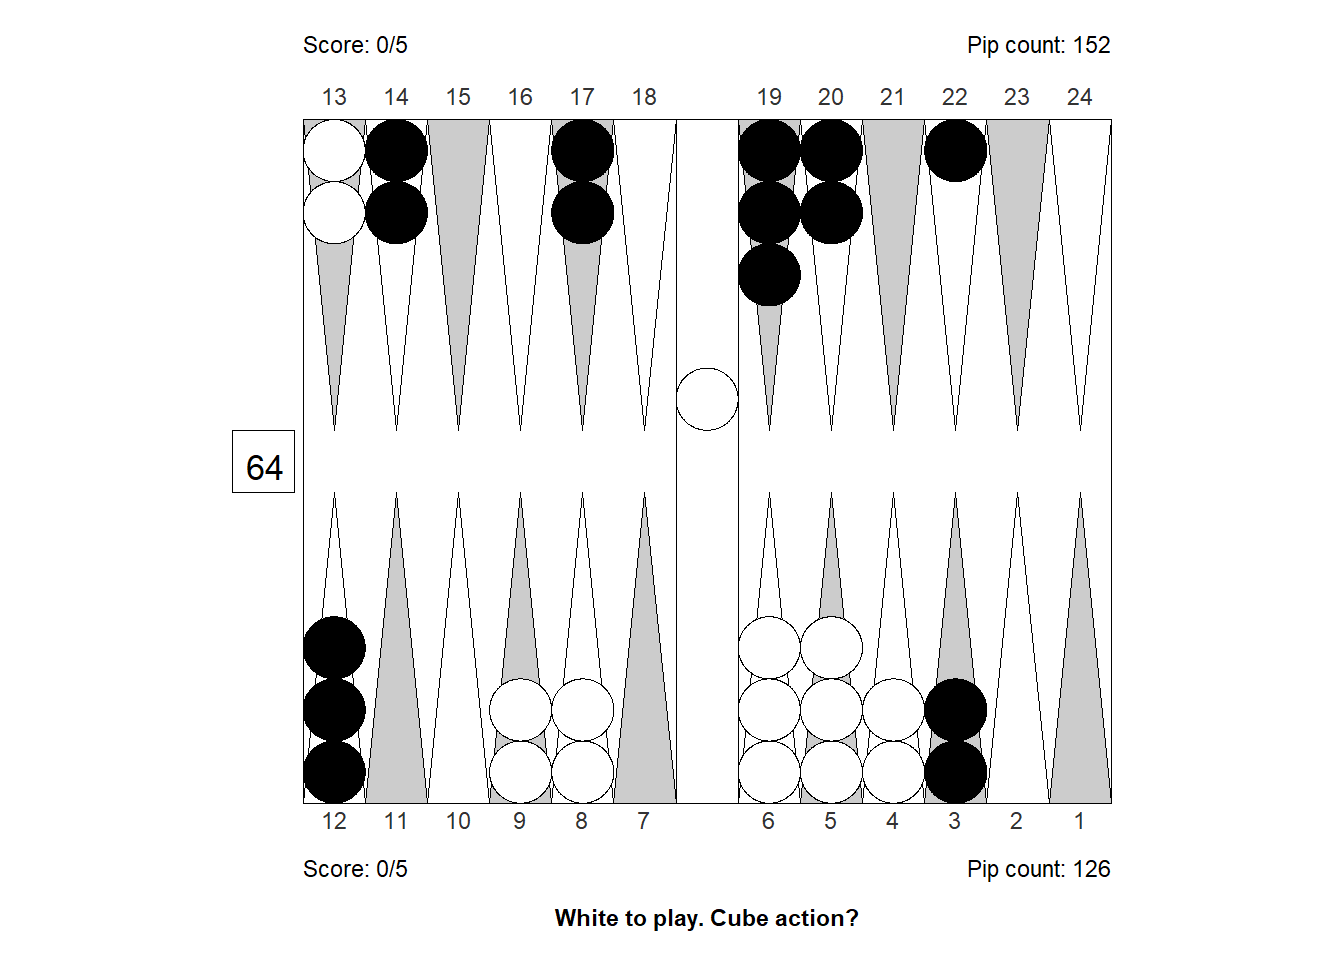 Score: 0/5 Pip count: 152
13 14 15 16 17 18 19 20 21 22 23 24
64
12 11 10 9 8 7 6 5 4 3 2 1
Score: 0/5 Pip count: 126
White to play. Cube action?